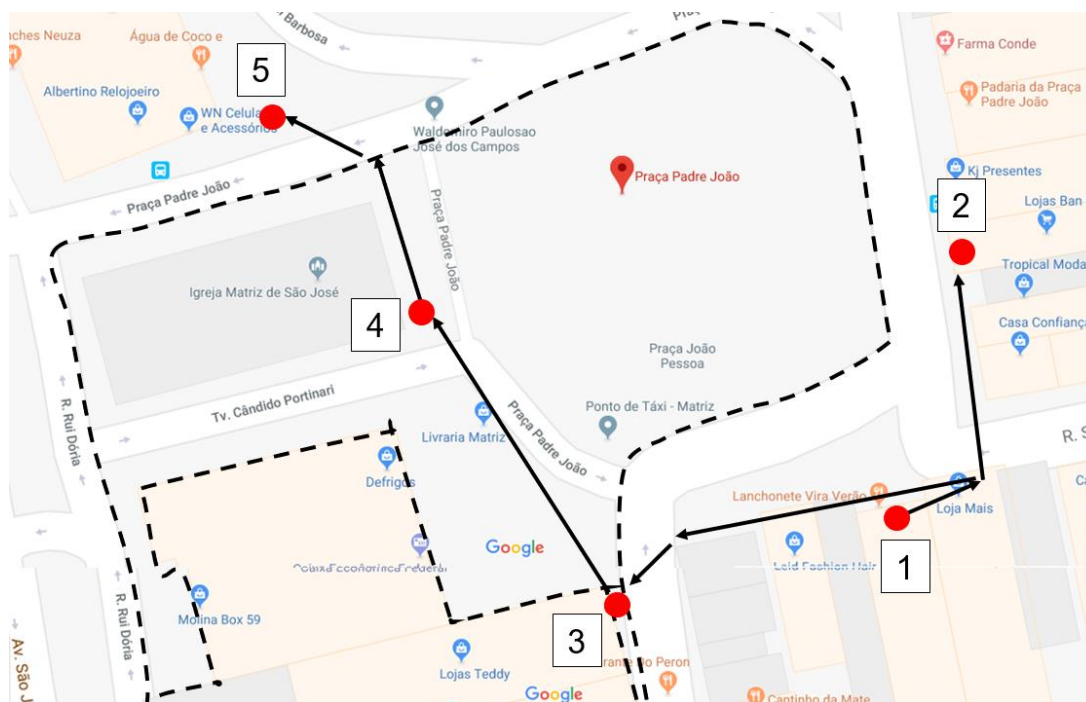 Barbosa
Praça
Neuza
Água de Coco e
5
Farma Conde
Albertino Relojoeiro
WN Celula
e Acessórios
Waldemiro Paulosao
José dos Campos
Padaria da Praça
Padre João
Praça Padre João
Kj Presentes
Praça Padre João
Praça Padre João
2
Lojas Ban
Tropical Moda
Igreja Matriz de São José
4
Casa Confiança
Praça João
Pessoa
Tv. Cândido Portinari
Praça Padre João
Ponto de Táxi - Matriz
R. Rui Dória
Livraria Matriz
R. S
Defrigos
Lanchonete Vira Verão
Loja Mais
Google
1
R. Rui Dória
Molina Box 59
3
Av. São J
Lojas Teddy
Do Peron
Google
Cantinho da Mate